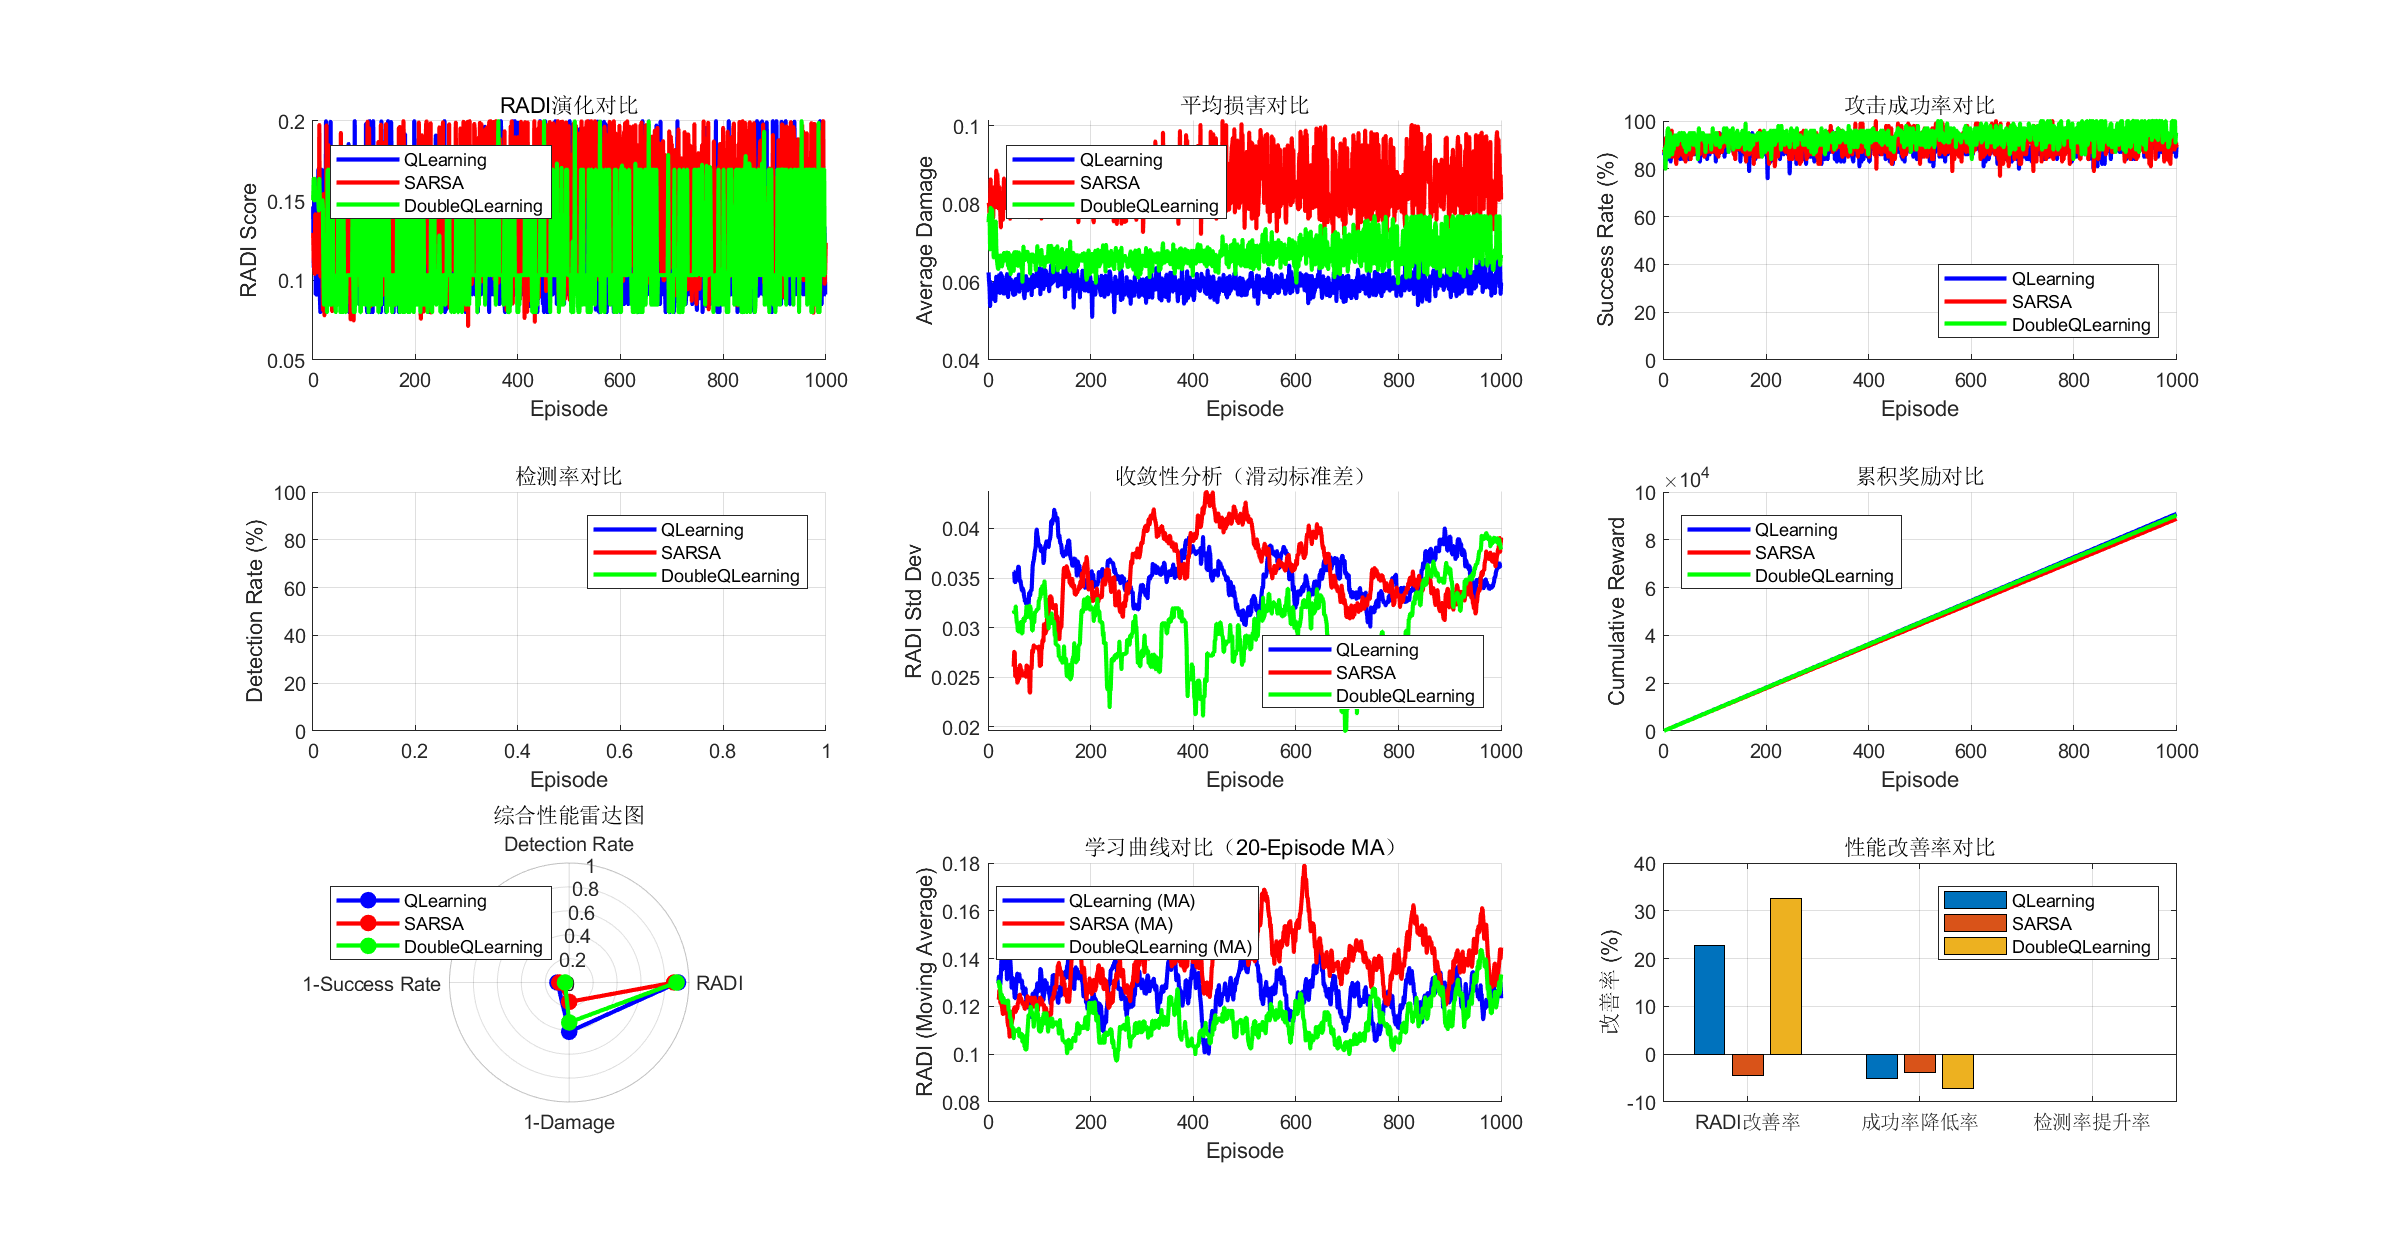 RADI演化对比
RADI Score
0.2
0.15
0.1
0.05
QLearning
SARSA
DoubleQLearning
0 200 400 600 800 1000
Episode
平均损害对比
Average Damage
0.1
0.08
0.06
0.04
QLearning
SARSA
DoubleQLearning
0 200 400 600 800 1000
Episode
攻击成功率对比
Success Rate (%)
100
80
60
40
20
0
QLearning
SARSA
DoubleQLearning
0 200 400 600 800 1000
Episode
检测率对比
Detection Rate (%)
100
80
60
40
20
0
QLearning
SARSA
DoubleQLearning
0 0.2 0.4 0.6 0.8 1
Episode
收敛性分析（滑动标准差）
RADI Std Dev
0.04
0.035
0.03
0.025
0.02
QLearning
SARSA
DoubleQLearning
0 200 400 600 800 1000
Episode
累积奖励对比
×10⁴
Cumulative Reward
10
8
6
4
2
0
QLearning
SARSA
DoubleQLearning
0 200 400 600 800 1000
Episode
综合性能雷达图
Detection Rate
1
0.8
0.6
0.4
0.2
QLearning
SARSA
DoubleQLearning
1-Success Rate
RADI
1-Damage
学习曲线对比（20-Episode MA）
RADI (Moving Average)
0.18
0.16
0.14
0.12
0.1
0.08
QLearning (MA)
SARSA (MA)
DoubleQLearning (MA)
0 200 400 600 800 1000
Episode
性能改善率对比
改善率 (%)
40
30
20
10
0
-10
QLearning
SARSA
DoubleQLearning
RADI改善率 成功率降低率 检测率提升率